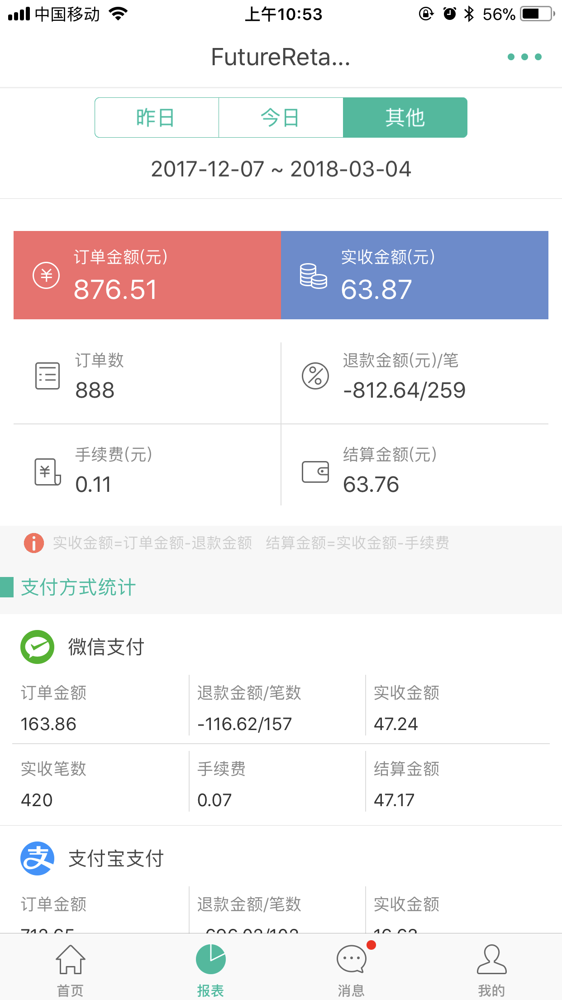 中国移动 上午10:53 56%
FutureReta...
昨日 今日 其他
2017-12-07 ~ 2018-03-04
订单金额(元) 实收金额(元)
876.51 63.87
订单数 退款金额(元)/笔
888 -812.64/259
手续费(元) 结算金额(元)
0.11 63.76
实收金额=订单金额-退款金额 结算金额=实收金额-手续费
支付方式统计
微信支付
订单金额 退款金额/笔数 实收金额
163.86 -116.62/157 47.24
实收笔数 手续费 结算金额
420 0.07 47.17
支付宝支付
订单金额 退款金额/笔数 实收金额
首页 报表 消息 我的